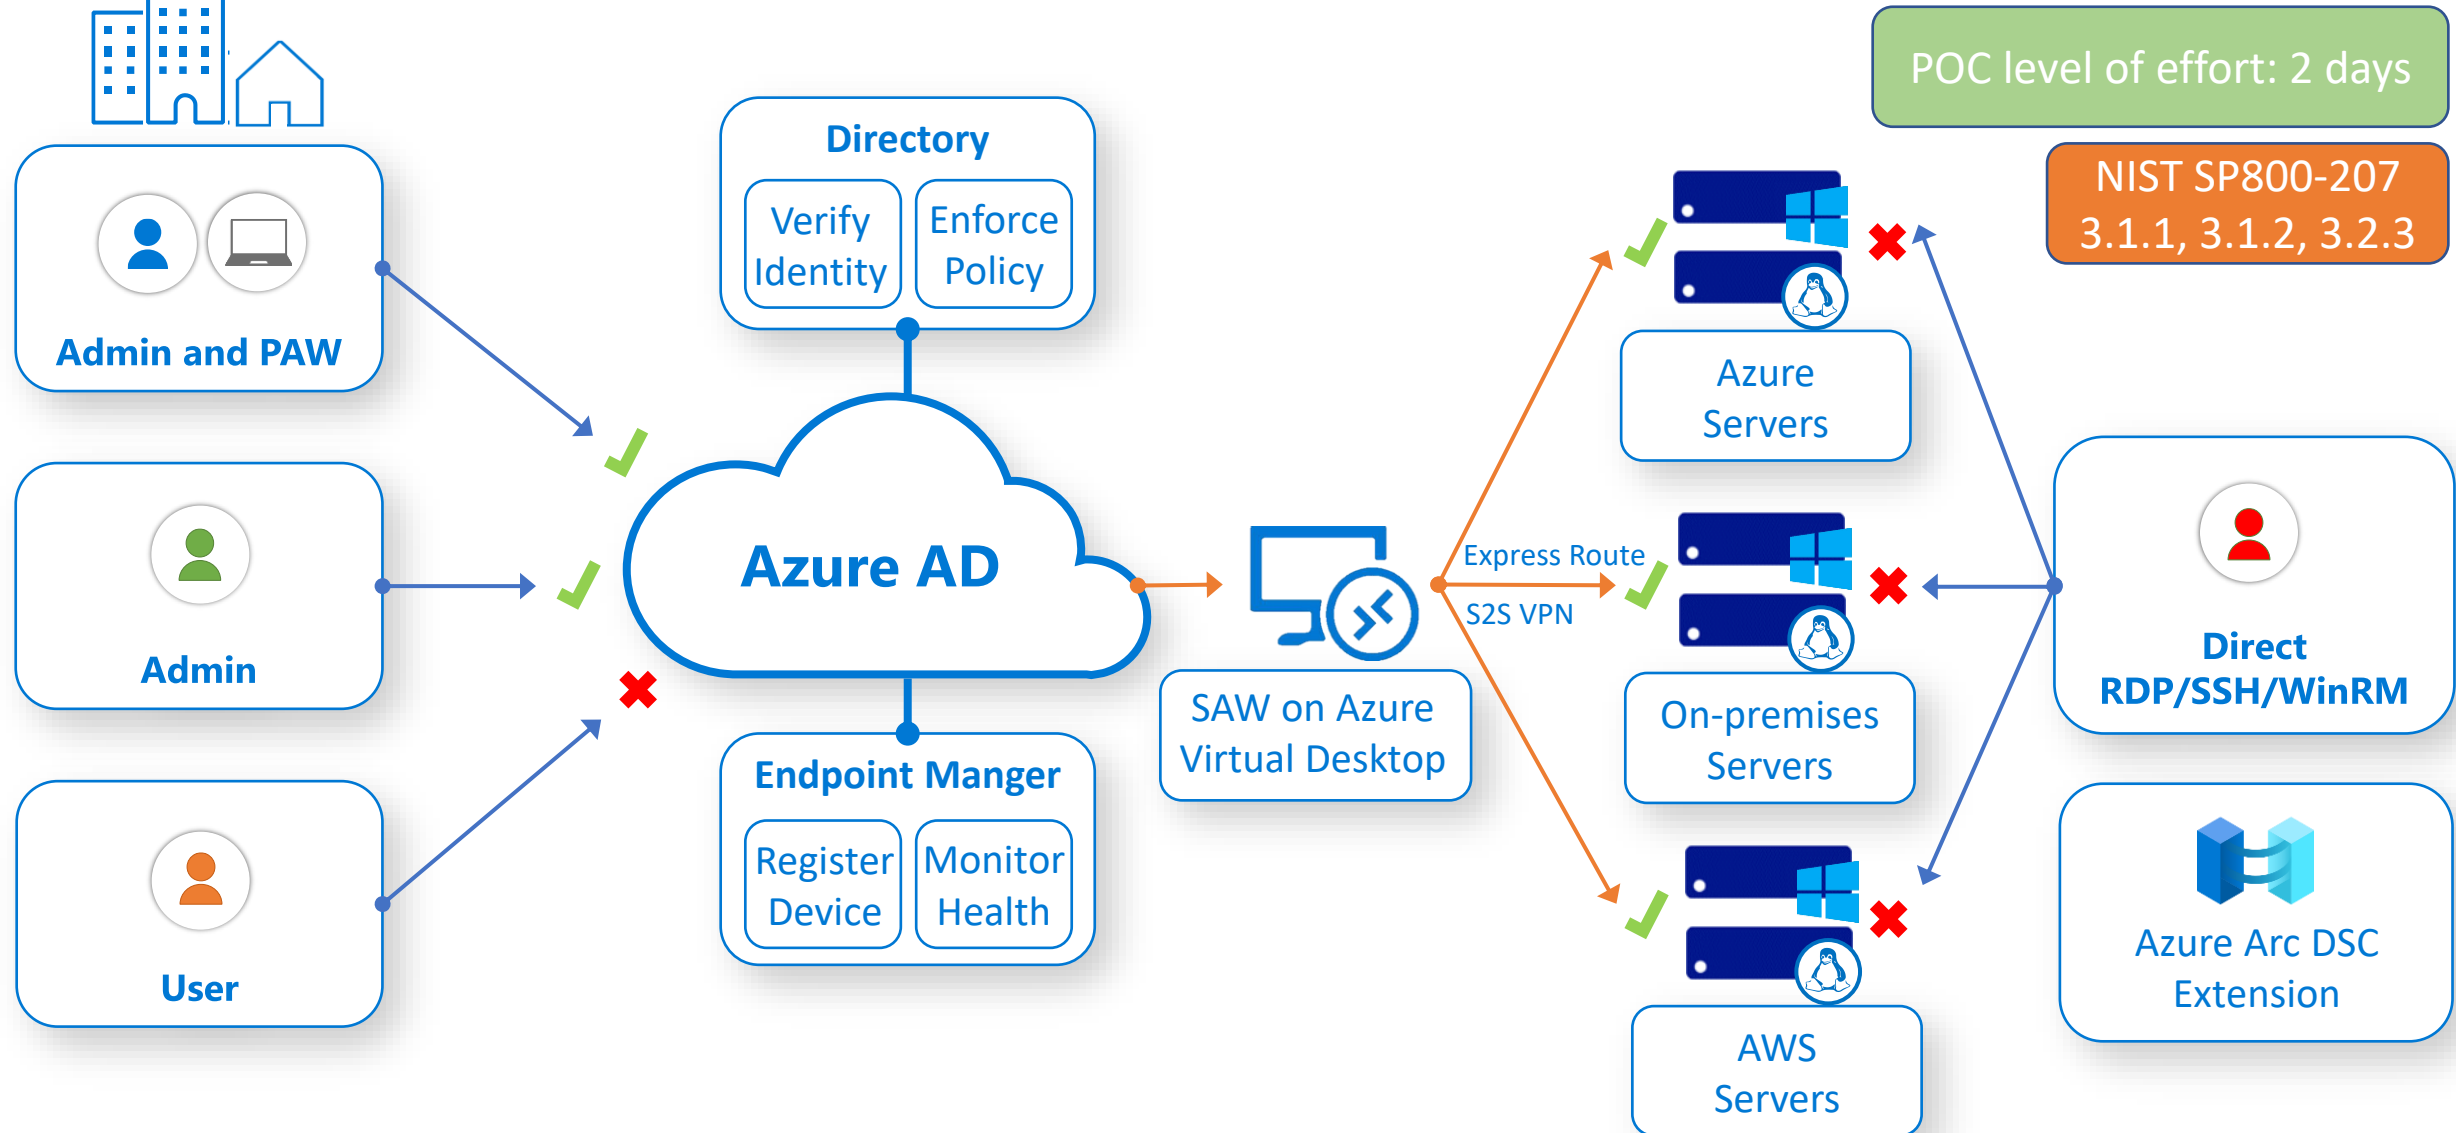 POC level of effort: 2 days
NIST SP800-207
3.1.1, 3.1.2, 3.2.3
Admin and PAW
Admin
User
Directory
Verify
Identity
Enforce
Policy
Azure AD
Endpoint Manger
Register
Device
Monitor
Health
SAW on Azure
Virtual Desktop
Express Route
S2S VPN
Azure
Servers
On-premises
Servers
AWS
Servers
Direct
RDP/SSH/WinRM
Azure Arc DSC
Extension